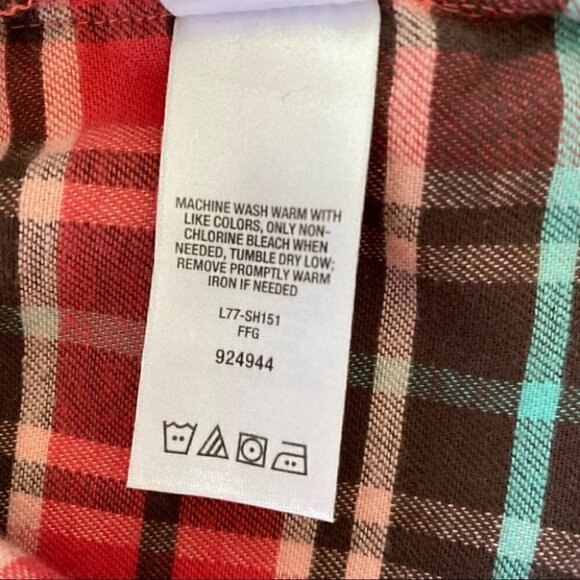 MACHINE WASH WARM WITH
LIKE COLORS, ONLY NON-
CHLORINE BLEACH WHEN
NEEDED, TUMBLE DRY LOW;
REMOVE PROMPTLY WARM
IRON IF NEEDED
L77-SH151
FFG
924944